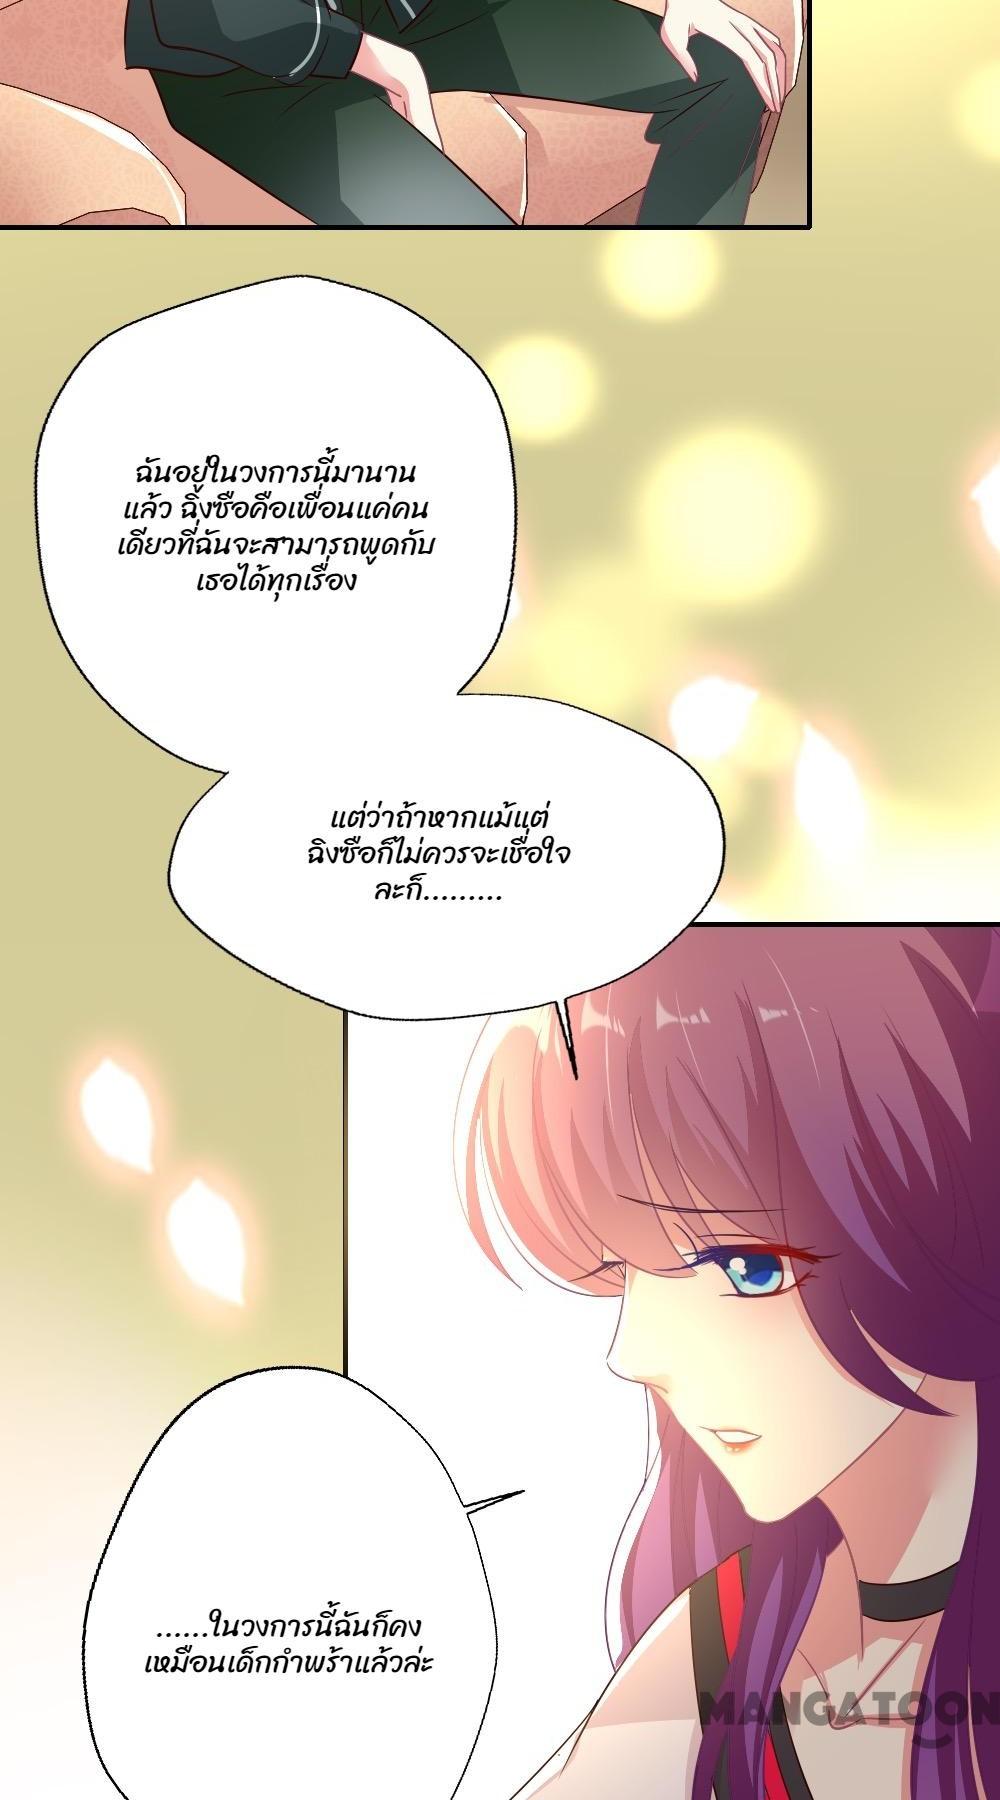 ฉันอยู่ในวงการนี้มานาน
แล้ว ฉิงซือคือเพื่อนแค่คน
เดียวที่ฉันจะสามารถพูดกับ
เธอได้ทุกเรื่อง
แต่ว่าถ้าหากแม้แต่
ฉิงซือก็ไม่ควรจะเชื่อใจ
ละก็.........
......ในวงการนี้ฉันก็คง
เหมือนเด็กกำพร้าแล้วล่ะ
MANGATOON